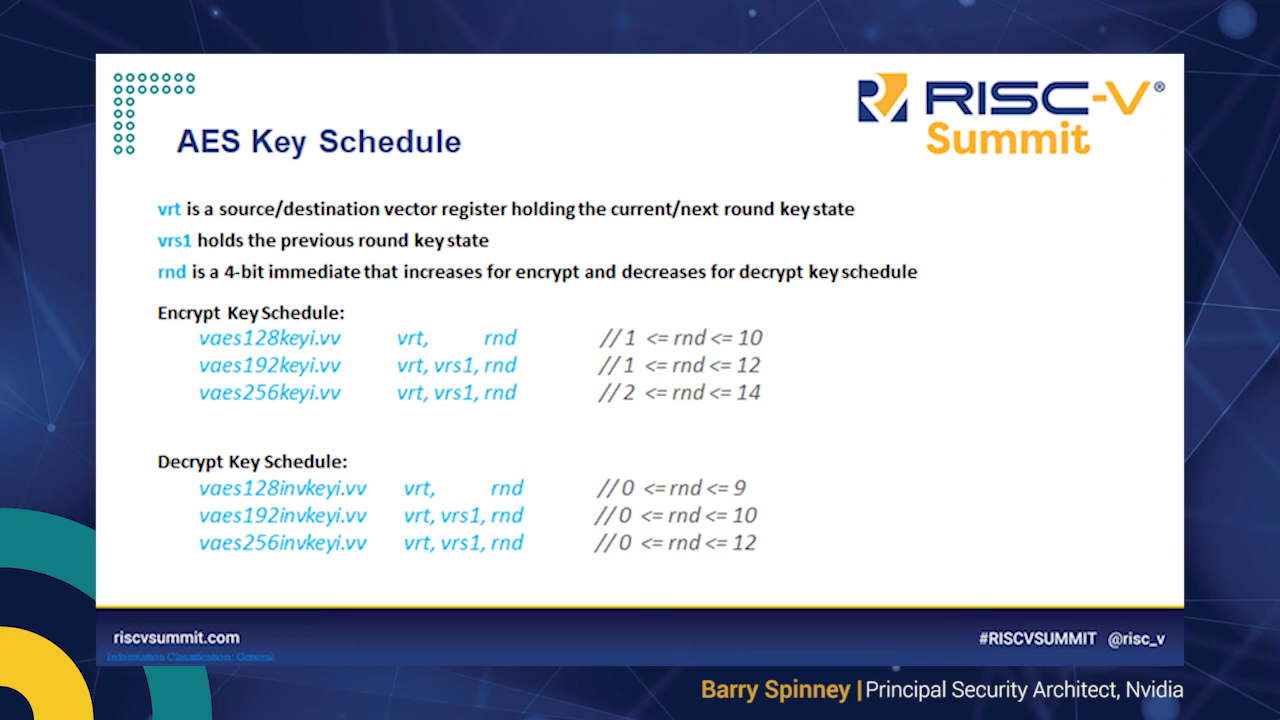 RISC-V®
Summit
AES Key Schedule
vrt is a source/destination vector register holding the current/next round key state
vrs1 holds the previous round key state
rnd is a 4-bit immediate that increases for encrypt and decreases for decrypt key schedule
Encrypt Key Schedule:
vaes128keyi.vv vrt, rnd // 1 <= rnd <= 10
vaes192keyi.vv vrt, vrs1, rnd // 1 <= rnd <= 12
vaes256keyi.vv vrt, vrs1, rnd // 2 <= rnd <= 14
Decrypt Key Schedule:
vaes128invkeyi.vv vrt, rnd // 0 <= rnd <= 9
vaes192invkeyi.vv vrt, vrs1, rnd // 0 <= rnd <= 10
vaes256invkeyi.vv vrt, vrs1, rnd // 0 <= rnd <= 12
riscvsummit.com #RISCVSUMMIT @risc_v
Information Classification: General
Barry Spinney | Principal Security Architect, Nvidia